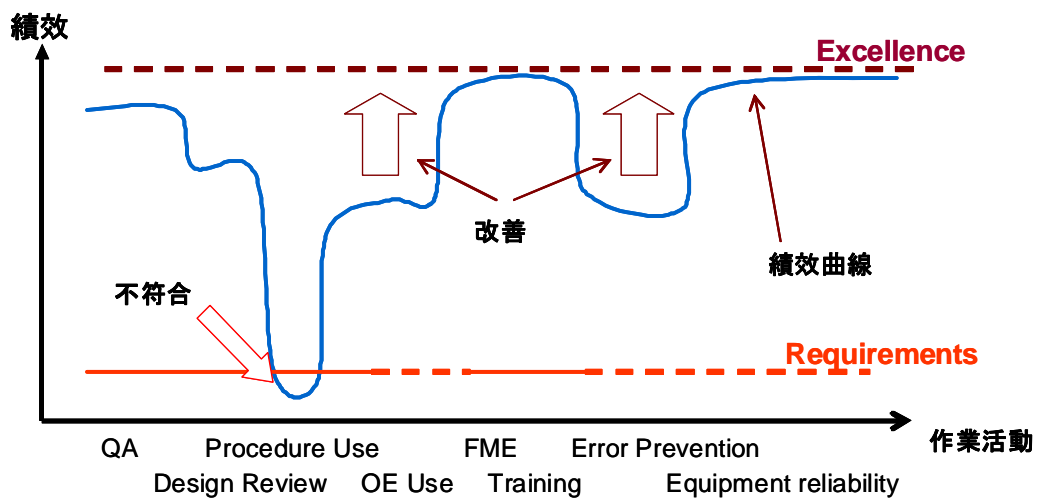 績效
Excellence
改善
績效曲線
不符合
Requirements
作業活動
QA Procedure Use FME Error Prevention
Design Review OE Use Training Equipment reliability